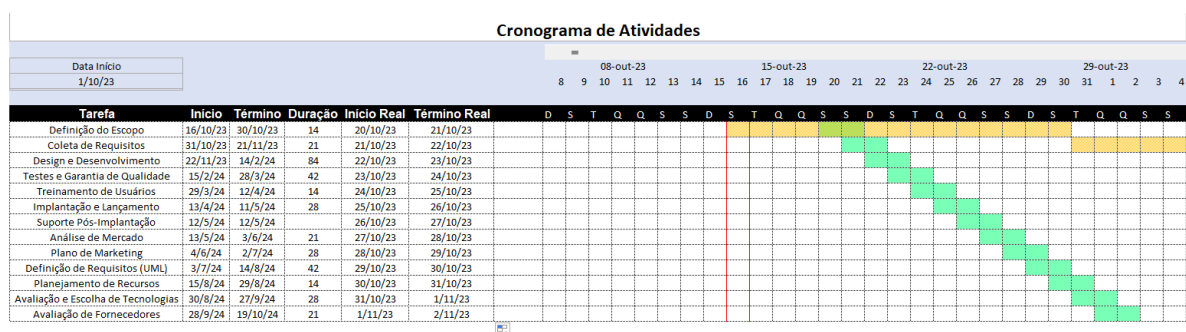 Cronograma de Atividades
Data Início 08-out-23 15-out-23 22-out-23 29-out-23
1/10/23 8 9 10 11 12 13 14 15 16 17 18 19 20 21 22 23 24 25 26 27 28 29 30 31 1 2 3 4
Tarefa Início Término Duração Início Real Término Real D S T Q Q S S D S T Q Q S S D S T Q Q S S D S T Q Q S S
Definição do Escopo 16/10/23 30/10/23 14 20/10/23 21/10/23
Coleta de Requisitos 31/10/23 21/11/23 21 21/10/23 22/10/23
Design e Desenvolvimento 22/11/23 14/2/24 84 22/10/23 23/10/23
Testes e Garantia de Qualidade 15/2/24 28/3/24 42 23/10/23 24/10/23
Treinamento de Usuários 29/3/24 12/4/24 14 24/10/23 25/10/23
Implantação e Lançamento 13/4/24 11/5/24 28 25/10/23 26/10/23
Suporte Pós-Implantação 12/5/24 12/5/24 26/10/23 27/10/23
Análise de Mercado 13/5/24 3/6/24 21 27/10/23 28/10/23
Plano de Marketing 4/6/24 2/7/24 28 28/10/23 29/10/23
Definição de Requisitos (UML) 3/7/24 14/8/24 42 29/10/23 30/10/23
Planejamento de Recursos 15/8/24 29/8/24 14 30/10/23 31/10/23
Avaliação e Escolha de Tecnologias 30/8/24 27/9/24 28 31/10/23 1/11/23
Avaliação de Fornecedores 28/9/24 19/10/24 21 1/11/23 2/11/23